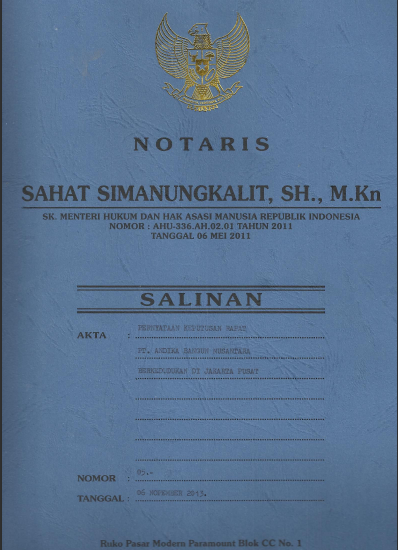 NOTARIS
SAHAT SIMANUNGKALIT, SH., M.Kn
SK. MENTERI HUKUM DAN HAK ASASI MANUSIA REPUBLIK INDONESIA
NOMOR : AHU-336.AH.02.01 TAHUN 2011
TANGGAL 06 MEI 2011
SALINAN
AKTA : PERNYATAAN KEPUTUSAN RAPAT
PT. ANDIKA NUSANTARA
BERKEDUDUKAN DI JAKARTA PUSAT
NOMOR : 05.-
TANGGAL : 06 NOVEMBER 2013.
Ruko Pasar Modern Paramount Blok CC No. 1